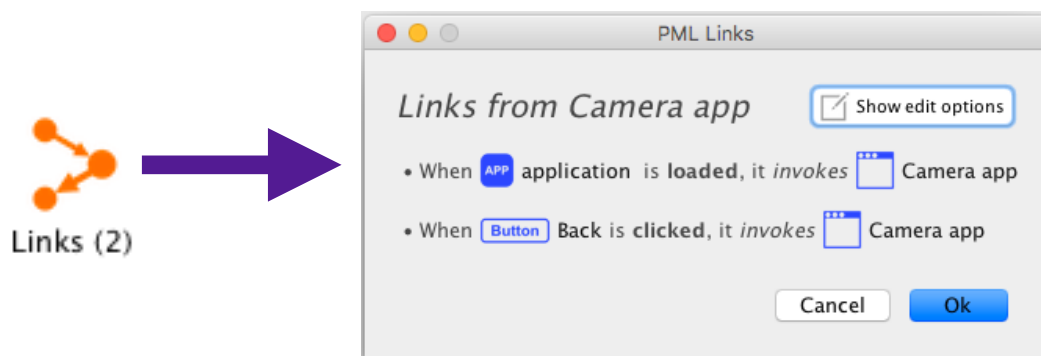 PML Links
Links from Camera app
Show edit options
• When APP application is loaded, it invokes Camera app
• When Button Back is clicked, it invokes Camera app
Cancel
Ok
Links (2)